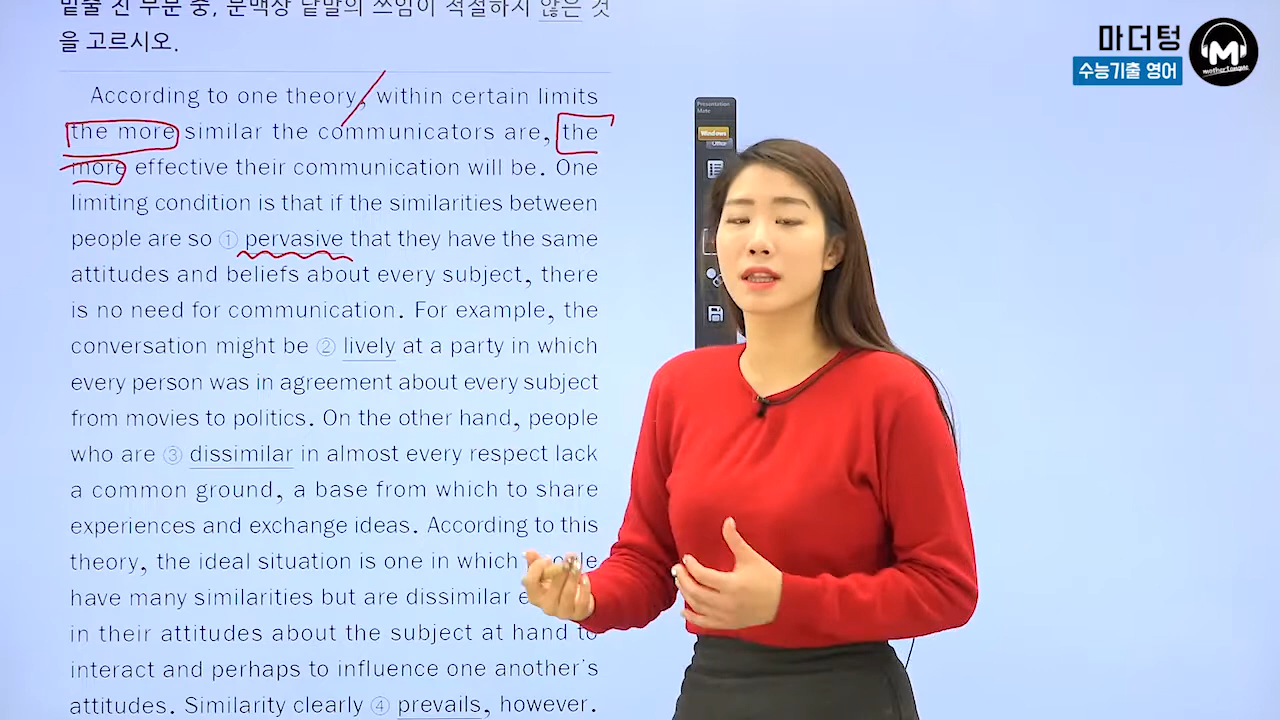 밑줄 친 부분 중, 문맥상 낱말의 쓰임이 적절하지 않은 것
을 고르시오.
According to one theory, within certain limits
the more similar the communicators are, the
more effective their communication will be. One
limiting condition is that if the similarities between
people are so ① pervasive that they have the same
attitudes and beliefs about every subject, there
is no need for communication. For example, the
conversation might be ② lively at a party in which
every person was in agreement about every subject
from movies to politics. On the other hand, people
who are ③ dissimilar in almost every respect lack
a common ground, a base from which to share
experiences and exchange ideas. According to this
theory, the ideal situation is one in which
have many similarities but are dissimilar
in their attitudes about the subject at hand to
interact and perhaps to influence one another's
attitudes. Similarity clearly ④ prevails, however.
마더텅
수능기출 영어
M
mother tongue
Presentation
Mate
Windows
Office